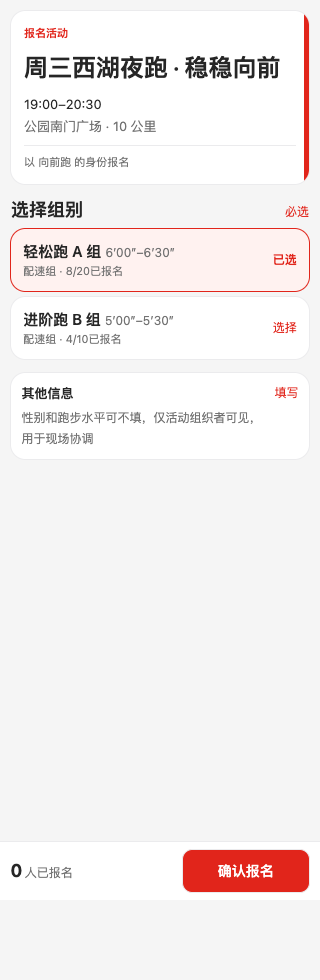 报名活动
周三西湖夜跑 · 稳稳向前
19:00–20:30
公园南门广场 · 10 公里
以 向前跑 的身份报名
选择组别
必选
轻松跑 A 组 6’00”–6’30”
配速组 · 8/20已报名
已选
进阶跑 B 组 5’00”–5’30”
配速组 · 4/10已报名
选择
其他信息
填写
性别和跑步水平可不填，仅活动组织者可见，
用于现场协调
0 人已报名
确认报名